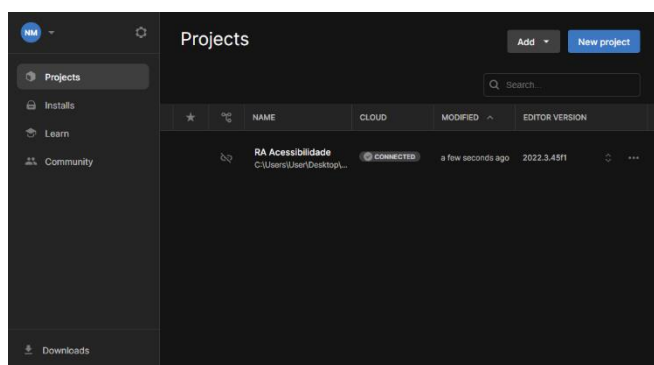 NM
Projects
Add
New project
Projects
Search...
Installs
NAME
CLOUD
MODIFIED
EDITOR VERSION
Learn
Community
RA Acessibilidade
C:\Users\User\Desktop\...
CONNECTED
a few seconds ago
2022.3.45f1
Downloads